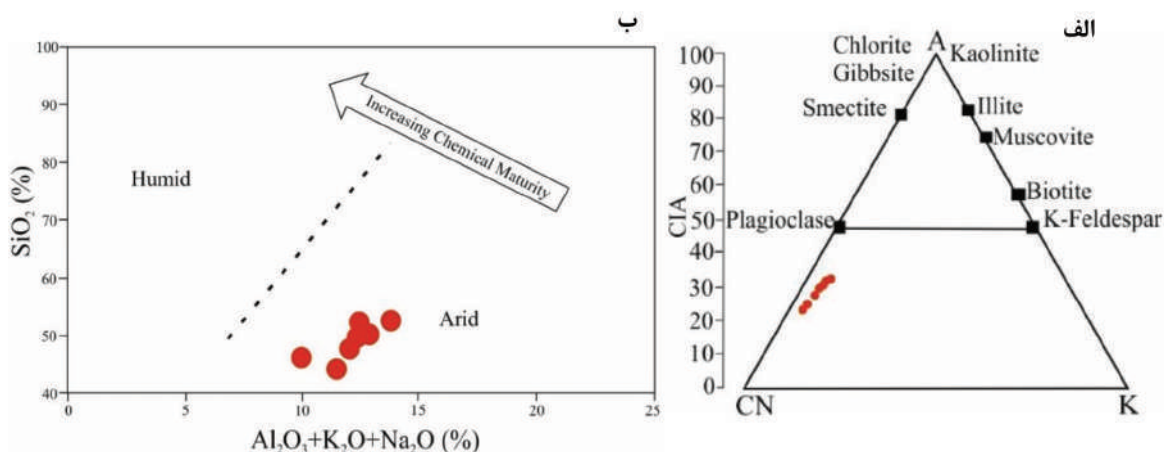 ب
100
90
80
70
60
50
40
SiO₂ (%)
Humid
Increasing Chemical Maturity
Arid
0 5 10 15 20 25
Al₂O₃+K₂O+Na₂O (%)
الف
A
Chlorite
Gibbsite
Kaolinite
Smectite
Illite
Muscovite
Biotite
Plagioclase
K-Feldespar
100
90
80
70
60
50
40
30
20
10
0
CIA
CN
K